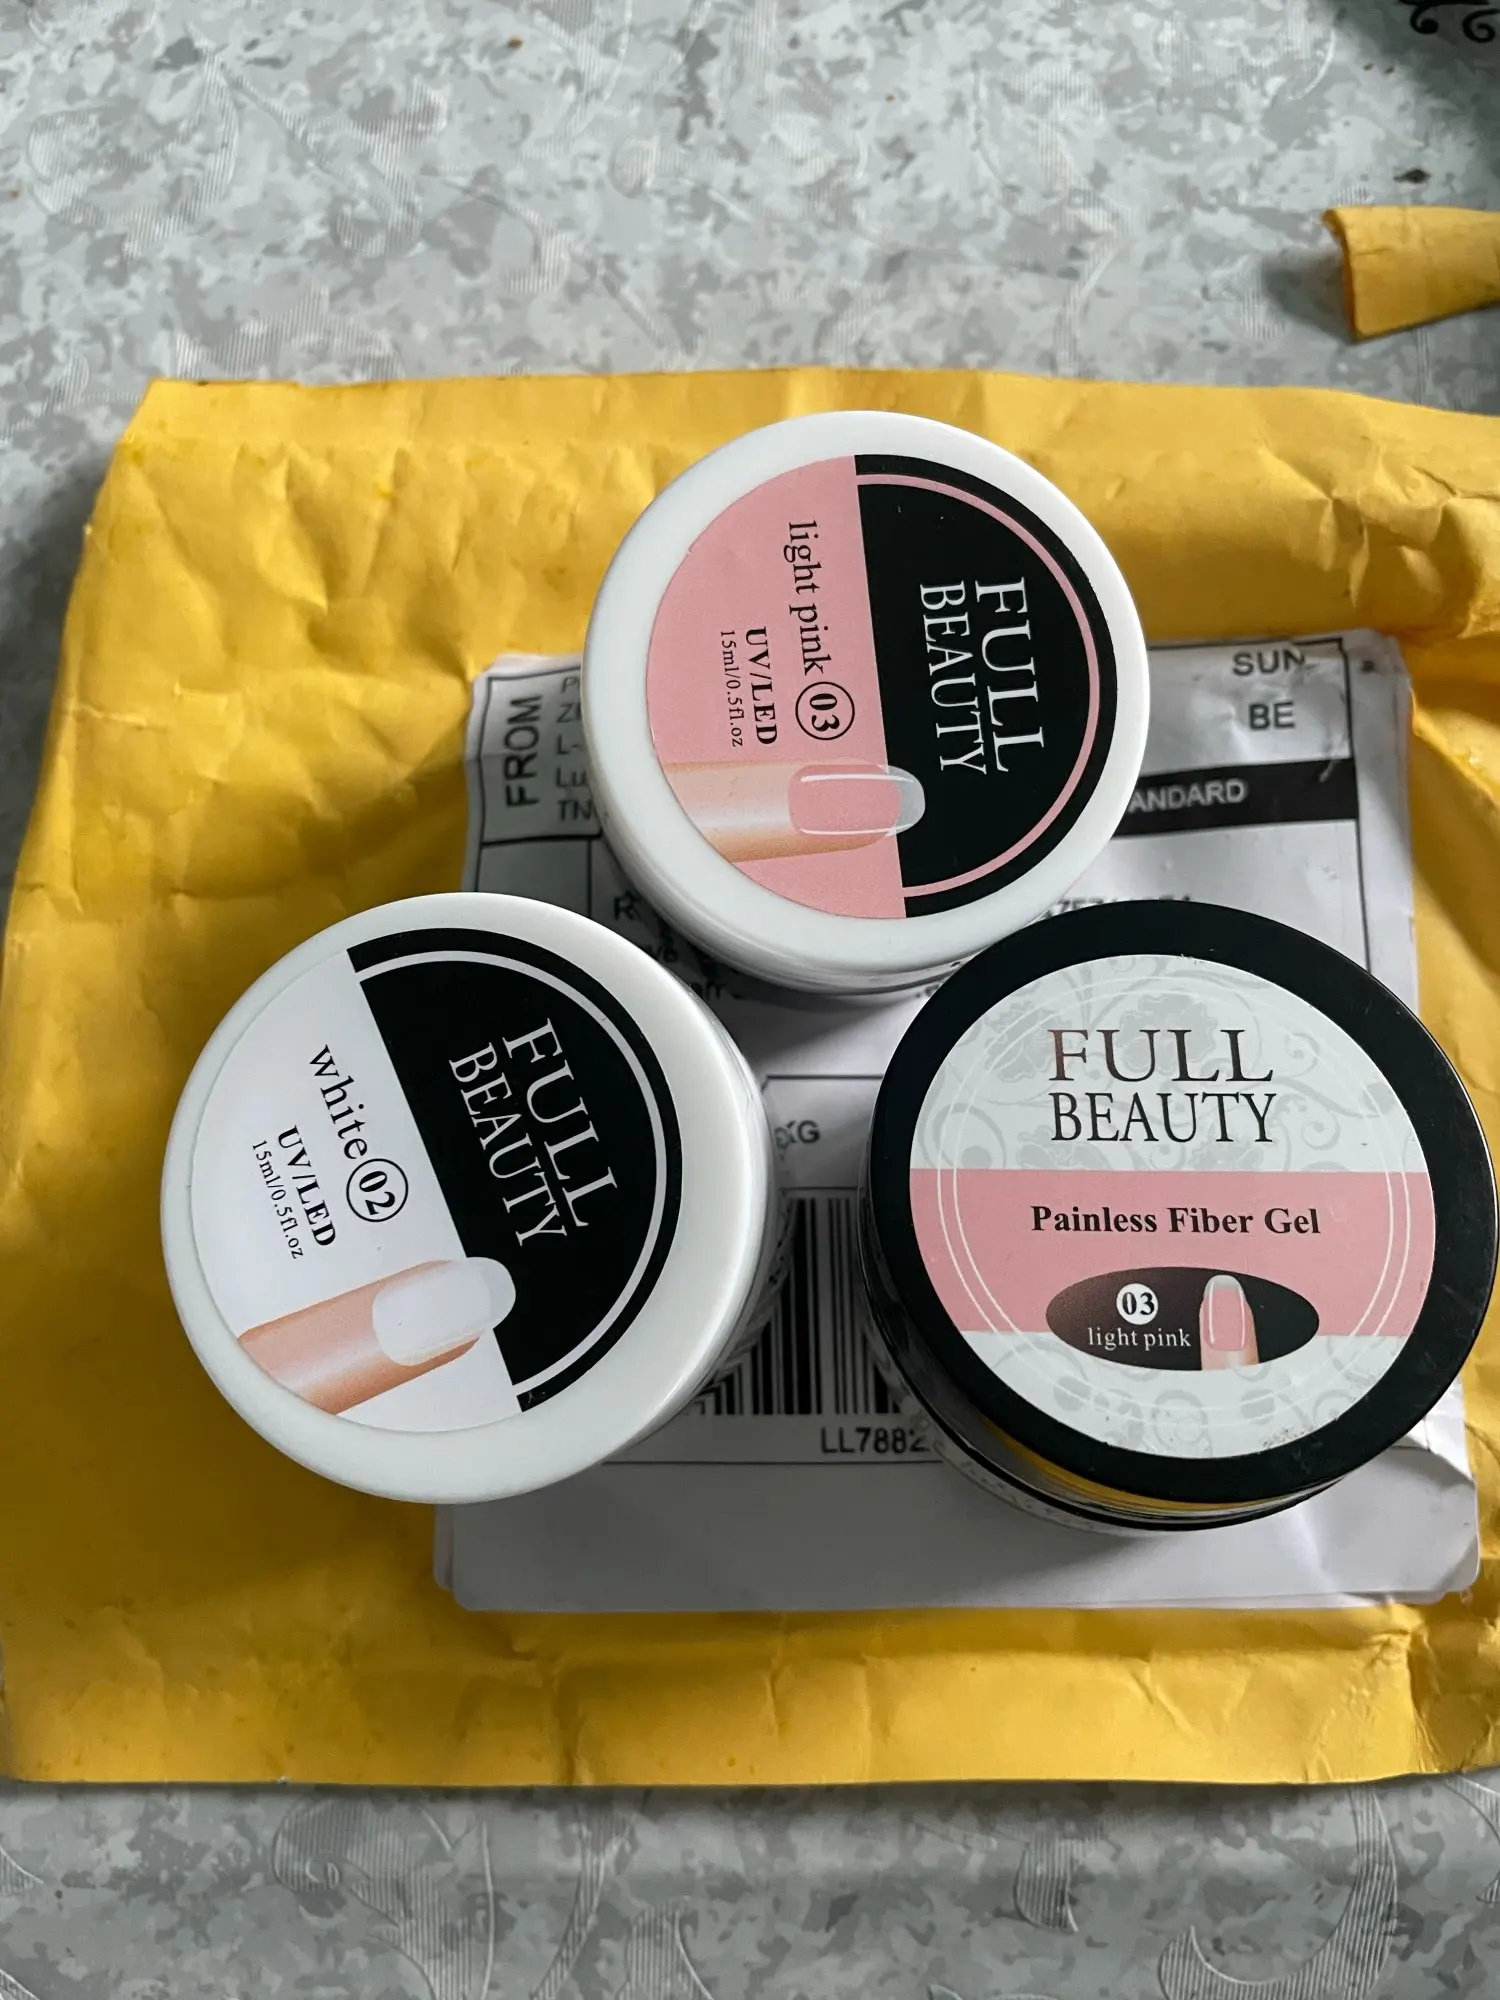 FULL
BEAUTY
light pink 03
UV/LED
15ml/0.5fl.oz
FULL
BEAUTY
white 02
UV/LED
15ml/0.5fl.oz
FULL
BEAUTY
Painless Fiber Gel
03
light pink
FROM
SUN
BE
ANDARD
LL7882